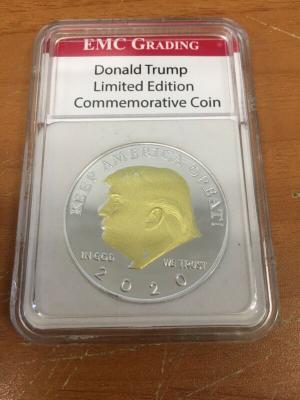 EMC GRADING
Donald Trump
Limited Edition
Commemorative Coin
KEEP AMERICA GREAT!
IN GOD WE TRUST
2020